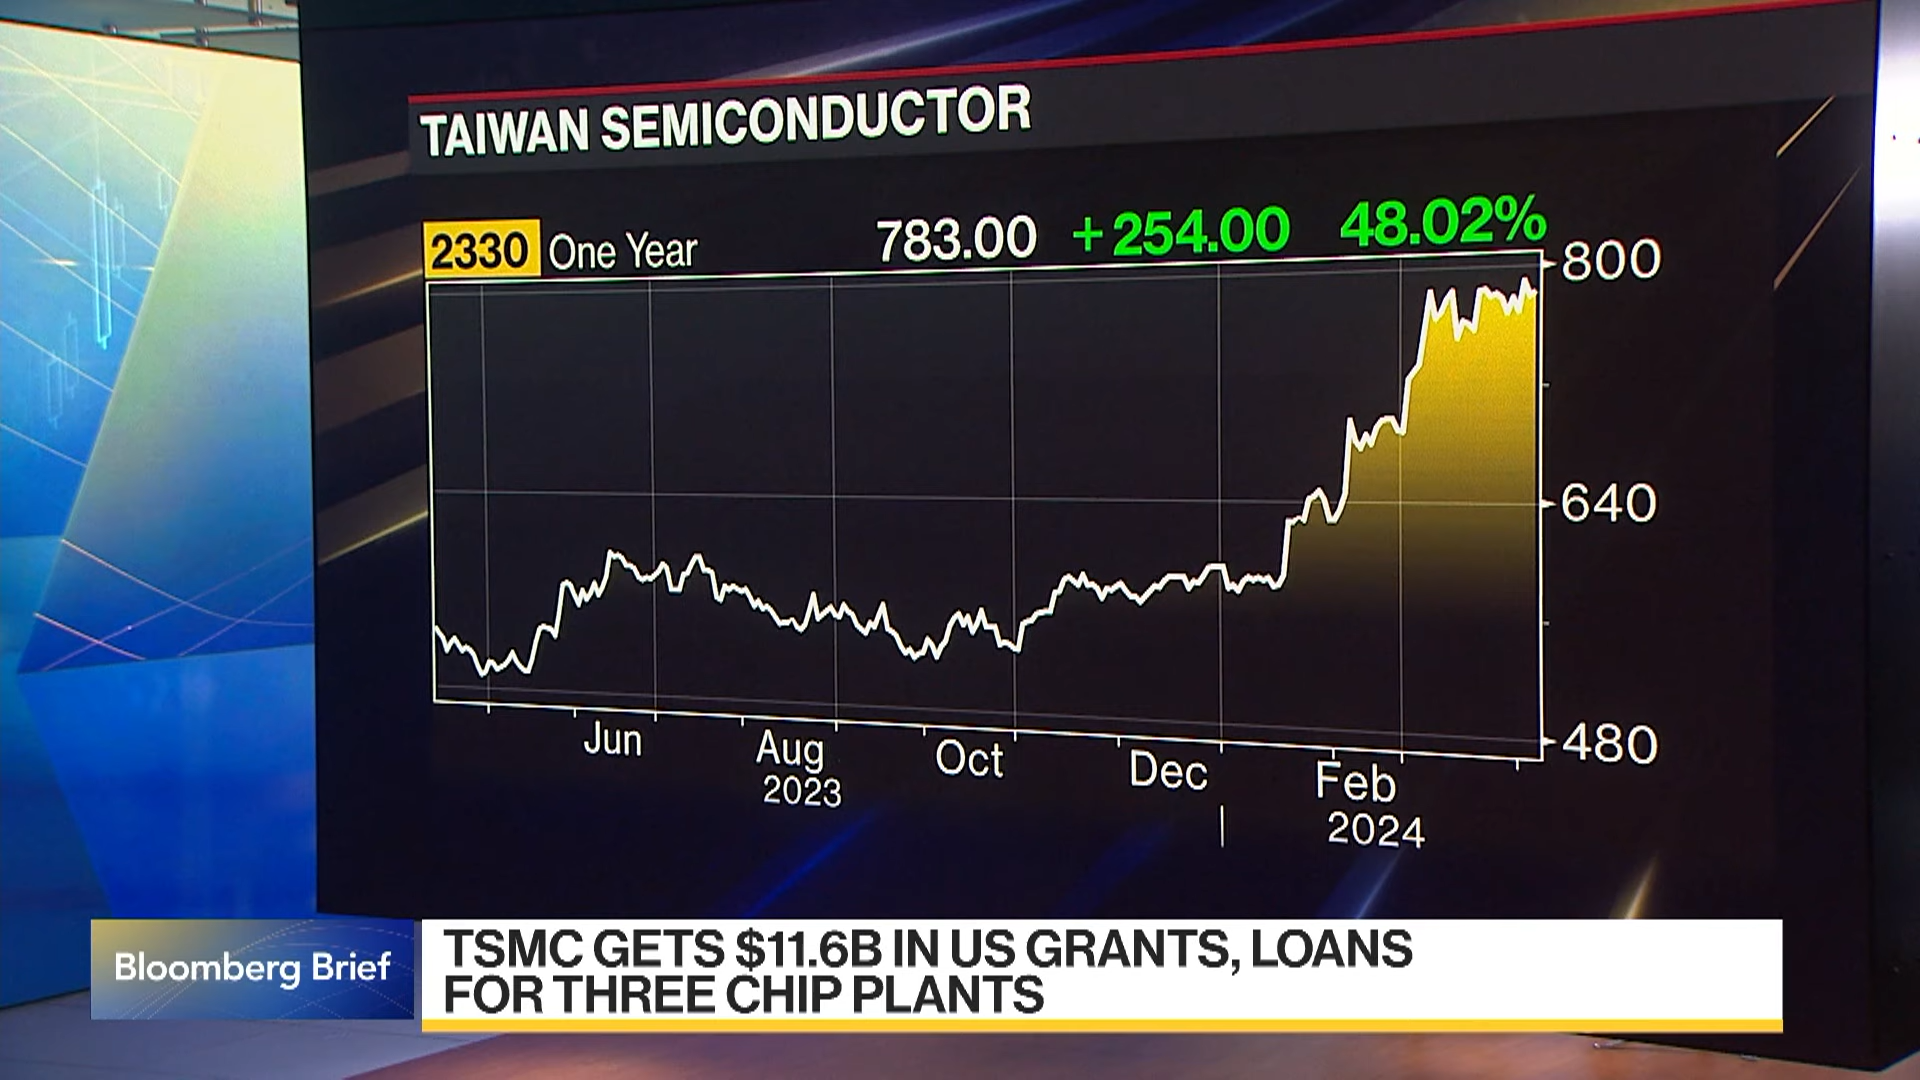 TAIWAN SEMICONDUCTOR
2330 One Year 783.00 +254.00 48.02%
800
640
480
Jun Aug Oct Dec Feb
2023 2024
Bloomberg Brief
TSMC GETS $11.6B IN US GRANTS, LOANS
FOR THREE CHIP PLANTS